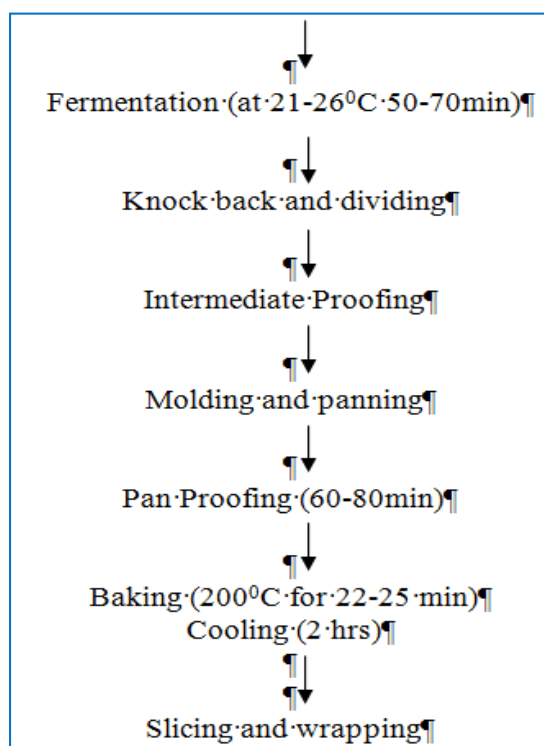 ¶
Fermentation·(at·21-26⁰C·50-70min)¶
¶
Knock·back·and·dividing¶
¶
Intermediate·Proofing¶
¶
Molding·and·panning¶
¶
Pan·Proofing·(60-80min)¶
¶
Baking·(200⁰C·for·22-25·min)¶
Cooling·(2·hrs)¶
¶
¶
Slicing·and·wrapping¶